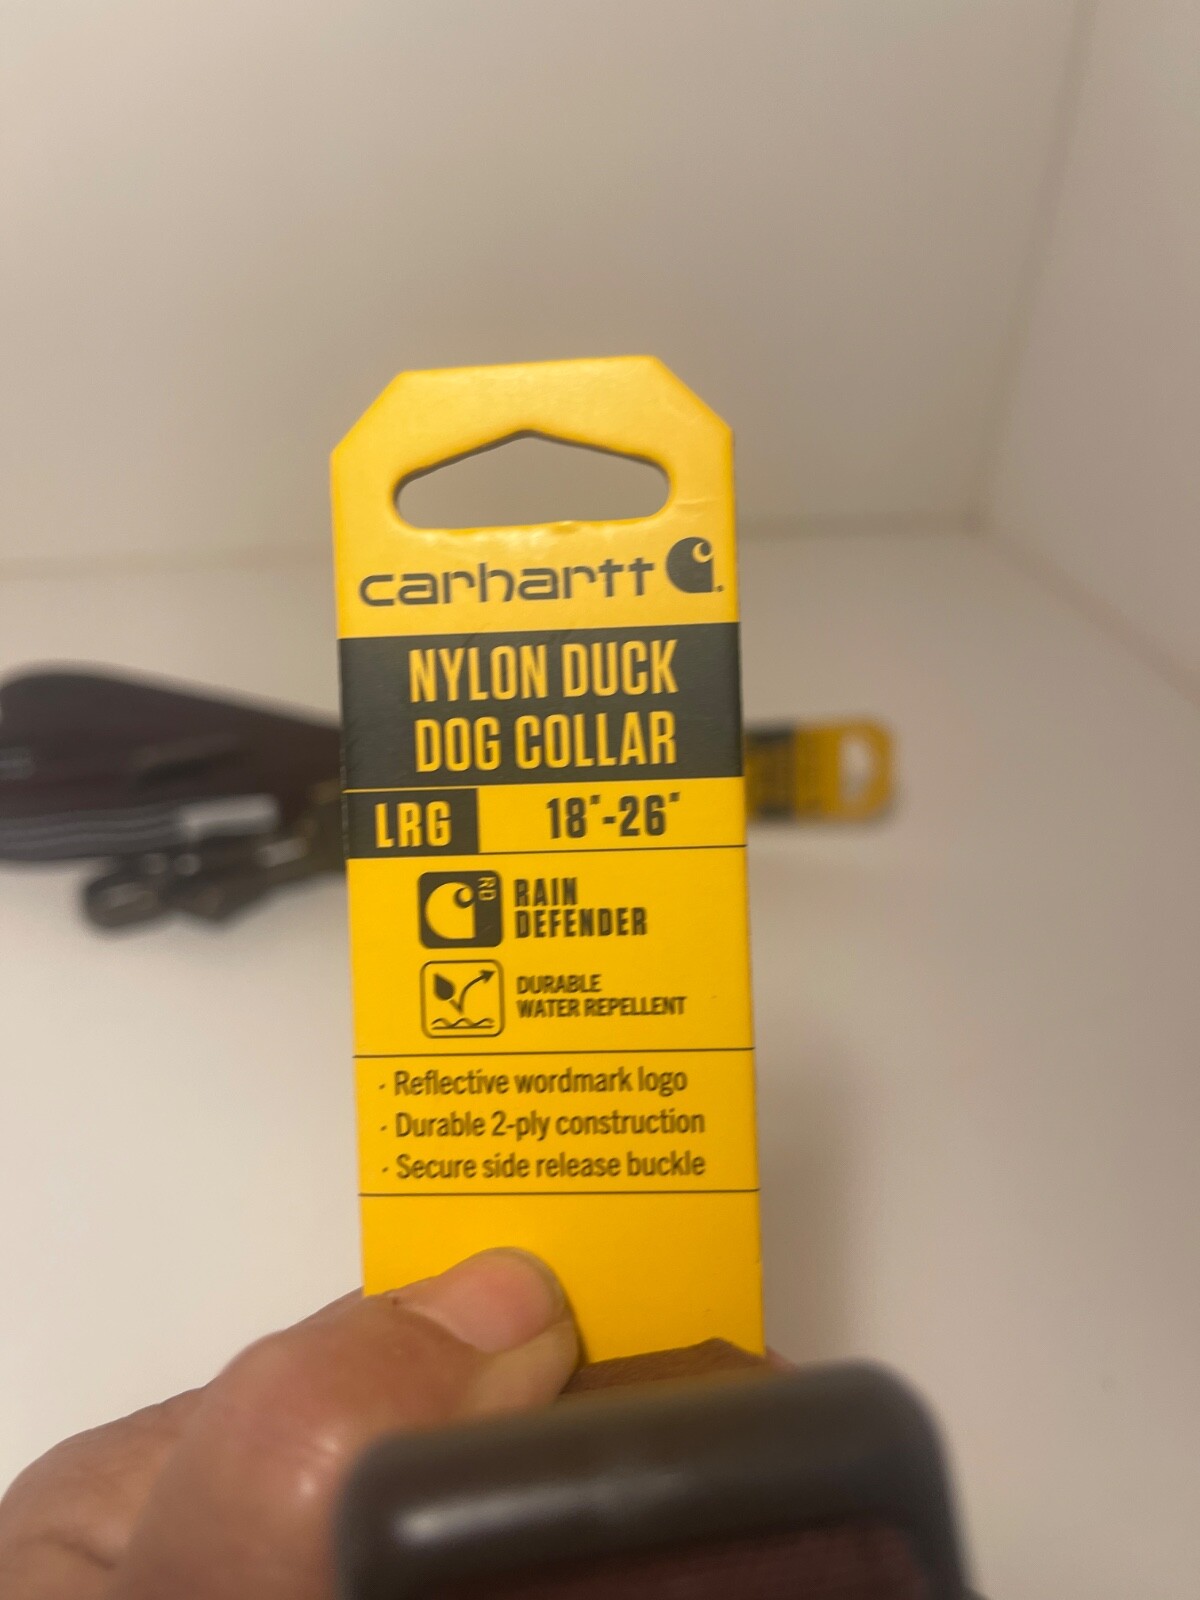 carhartt
NYLON DUCK
DOG COLLAR
LRG 18"-26"
RD
RAIN
DEFENDER
DURABLE
WATER REPELLENT
· Reflective wordmark logo
· Durable 2-ply construction
· Secure side release buckle